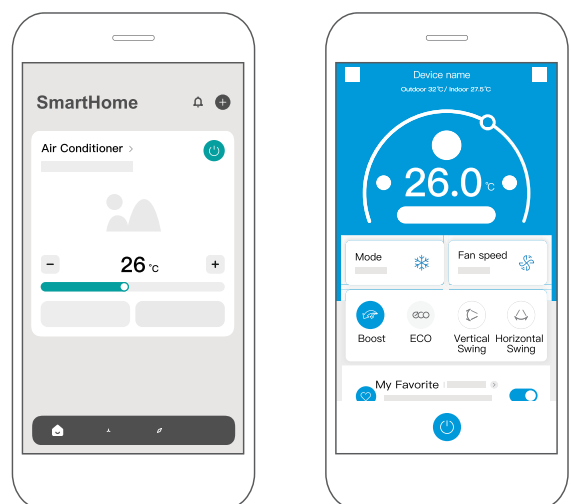 SmartHome
Air Conditioner
26 °C
Device name
Outdoor 32°C / Indoor 27.5°C
26.0 °C
Mode
Fan speed
eco
Boost
ECO
Vertical
Swing
Horizontal
Swing
My Favorite